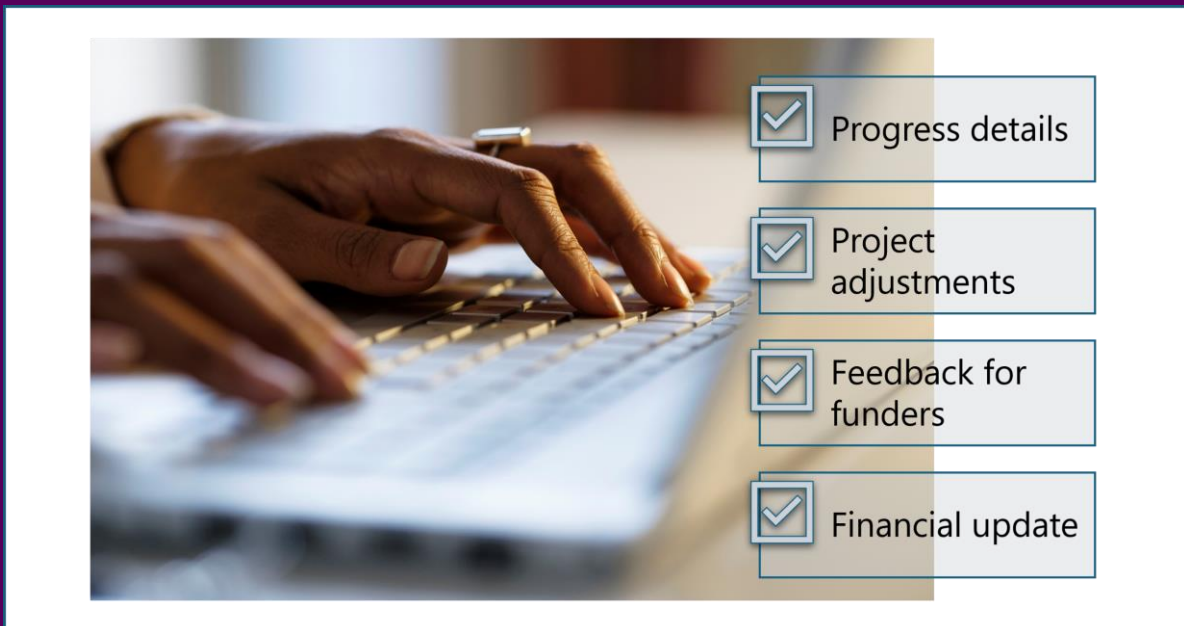 Progress details
Project
adjustments
Feedback for
funders
Financial update